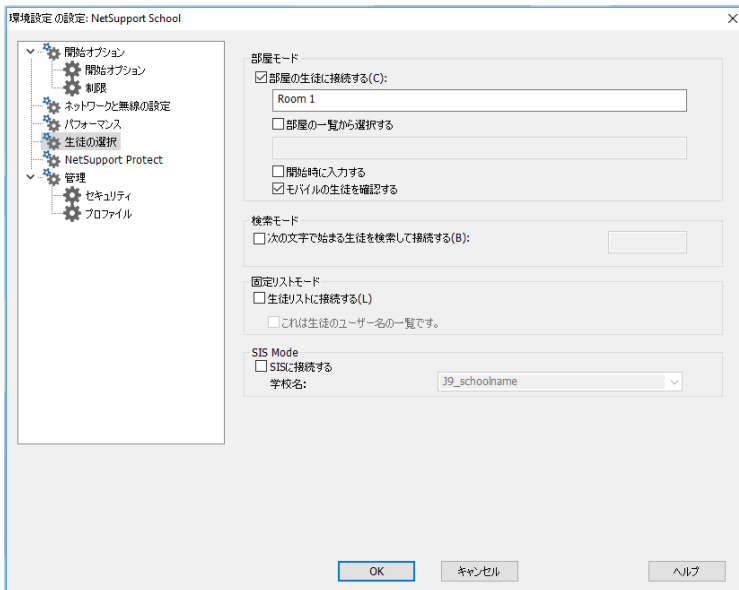 環境設定 の設定: NetSupport School
開始オプション
開始オプション
制限
ネットワークと無線の設定
パフォーマンス
生徒の選択
NetSupport Protect
管理
セキュリティ
プロファイル
部屋モード
部屋の生徒に接続する(C):
Room 1
部屋の一覧から選択する
開始時に入力する
モバイルの生徒を確認する
検索モード
次の文字で始まる生徒を検索して接続する(B):
固定リストモード
生徒リストに接続する(L)
これは生徒のユーザー名の一覧です。
SIS Mode
SISに接続する
学校名: J9_schoolname
OK キャンセル ヘルプ